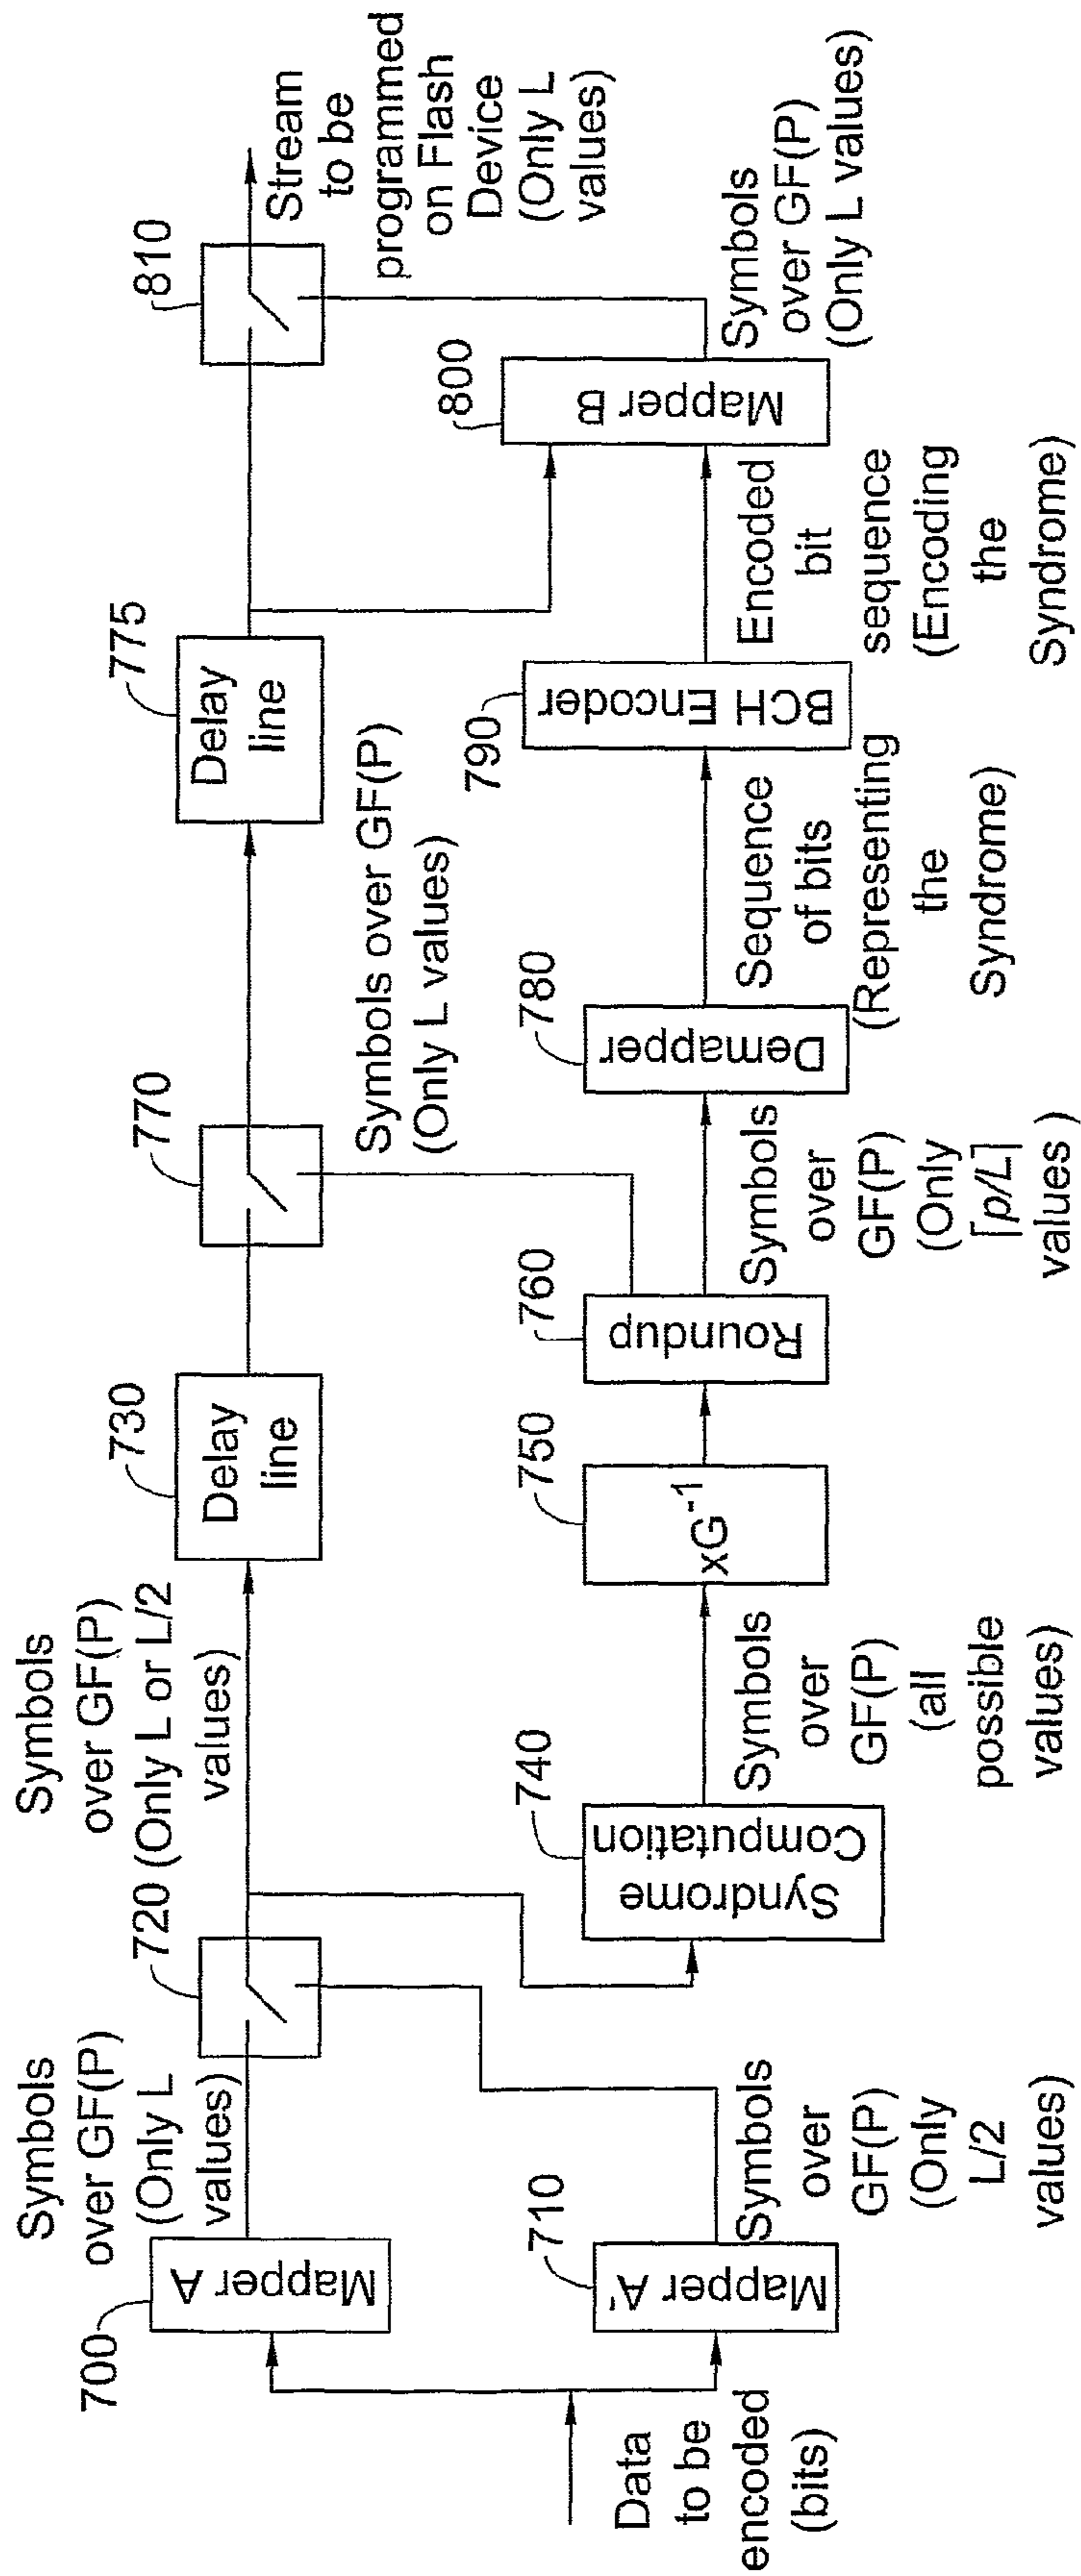 Data
to be
encoded
(bits)
700
Mapper A
710
Mapper A'
Symbols
over GF(P)
(Only L
values)
Symbols
over
GF(P)
(Only
L/2
values)
720
Symbols
over GF(P)
(Only L or L/2
values)
730
Delay
line
740
Syndrome
Computation
Symbols
over
GF(P)
(all
possible
values)
750
xG-1
760
Roundup
770
Symbols over GF(P)
(Only L values)
Symbols
over
GF(P)
(Only
⌈p/L⌉
values )
775
Delay
line
780
Demapper
Sequence
of bits
(Representing
the
Syndrome)
790
BCH Encoder
Encoded
bit
sequence
(Encoding
the
Syndrome)
800
Mapper B
Symbols
over GF(P)
(Only L values)
810
Stream
to be
programmed
on Flash
Device
(Only L
values)